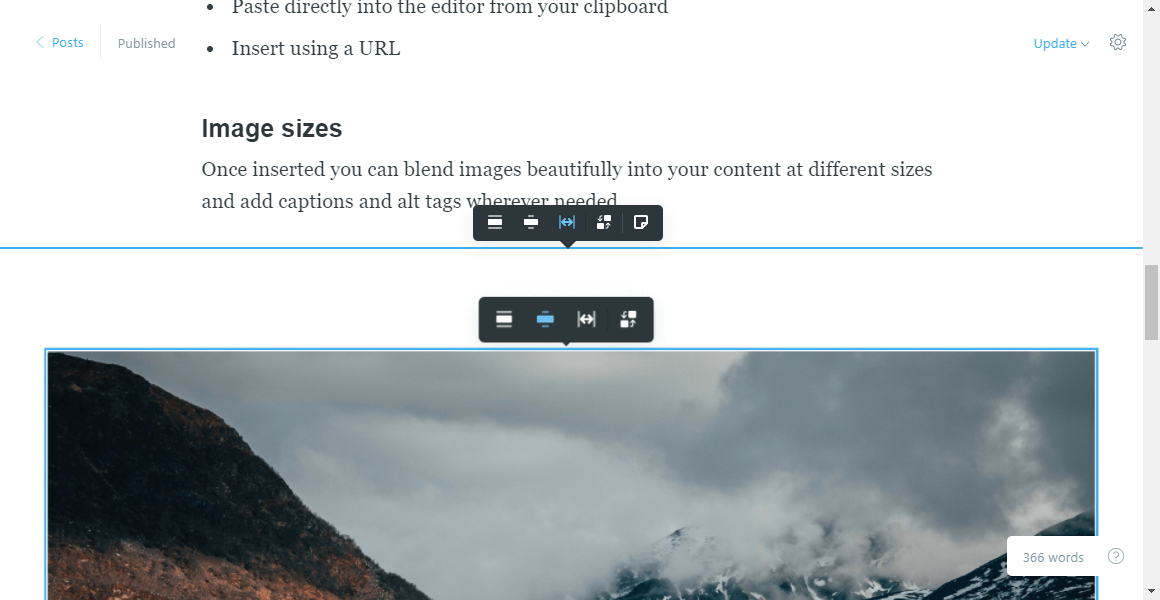 Paste directly into the editor from your clipboard
Posts
Published
Insert using a URL
Update
Image sizes
Once inserted you can blend images beautifully into your content at different sizes
and add captions and alt tags wherever needed
366 words
?